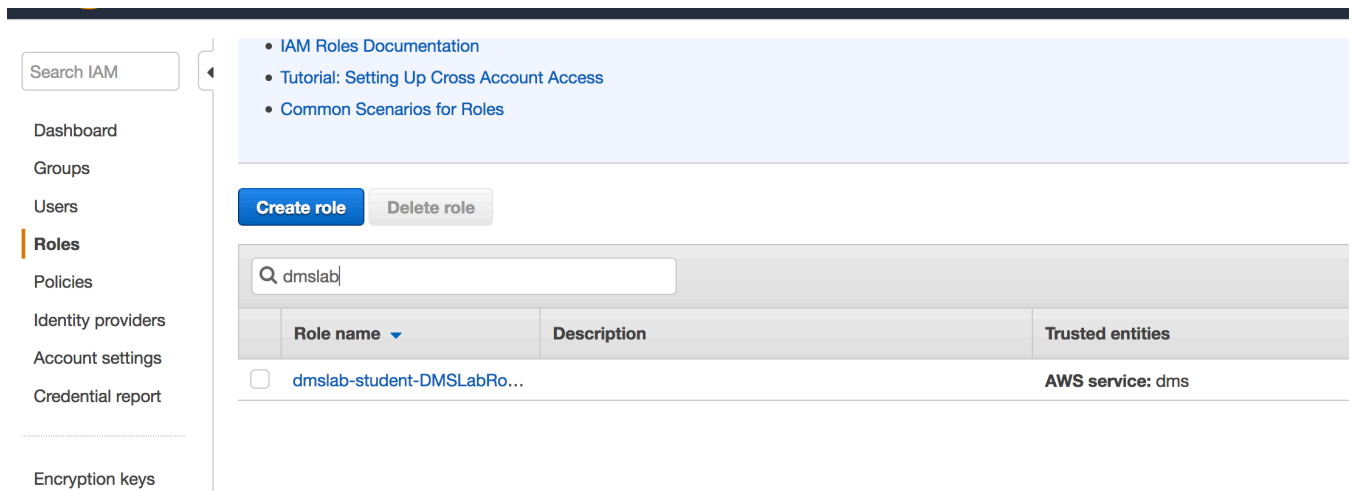 Search IAM
Dashboard
Groups
Users
Roles
Policies
Identity providers
Account settings
Credential report
Encryption keys
IAM Roles Documentation
Tutorial: Setting Up Cross Account Access
Common Scenarios for Roles
Create role Delete role
dmslab
Role name Description Trusted entities
dmslab-student-DMSLabRo... AWS service: dms